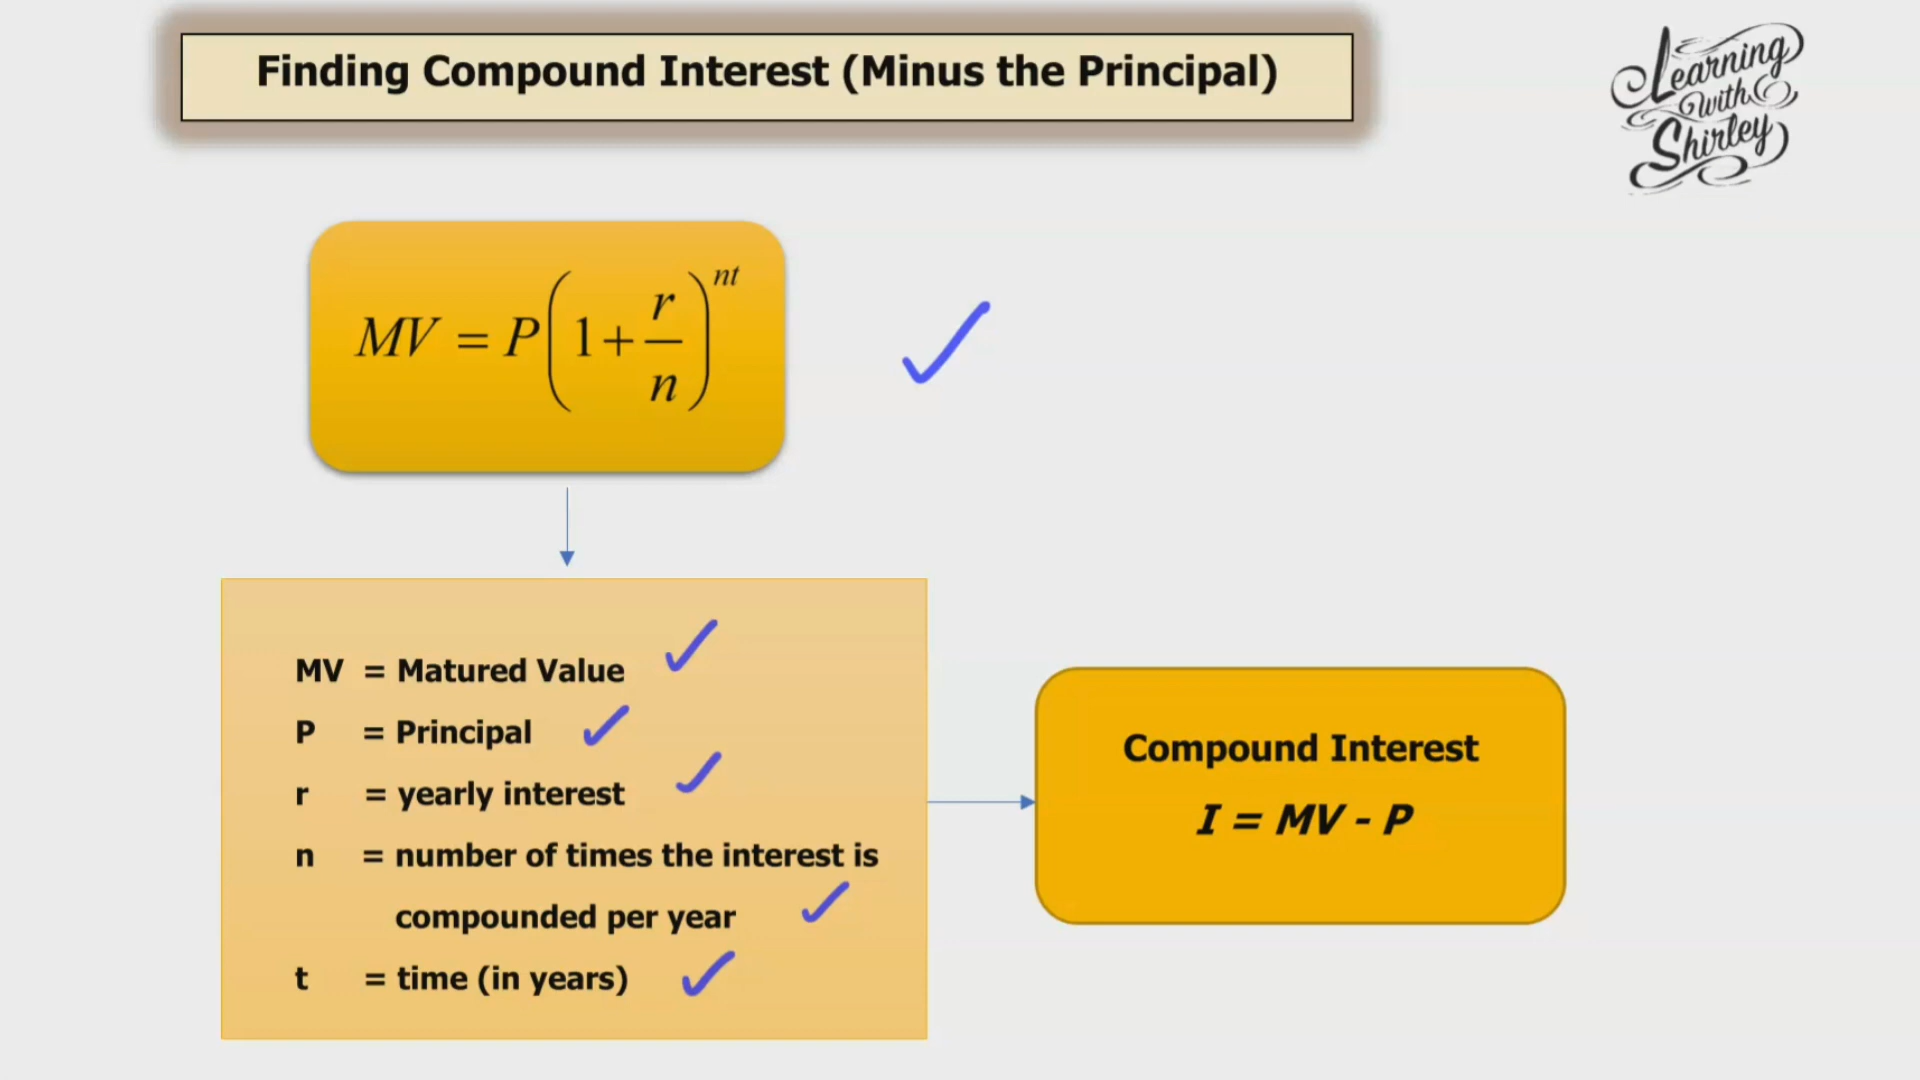 Finding Compound Interest (Minus the Principal)
Learning
With
Shirley
MV = P(1 + r/n)^nt
MV = Matured Value
P = Principal
r = yearly interest
n = number of times the interest is
compounded per year
t = time (in years)
Compound Interest
I = MV - P